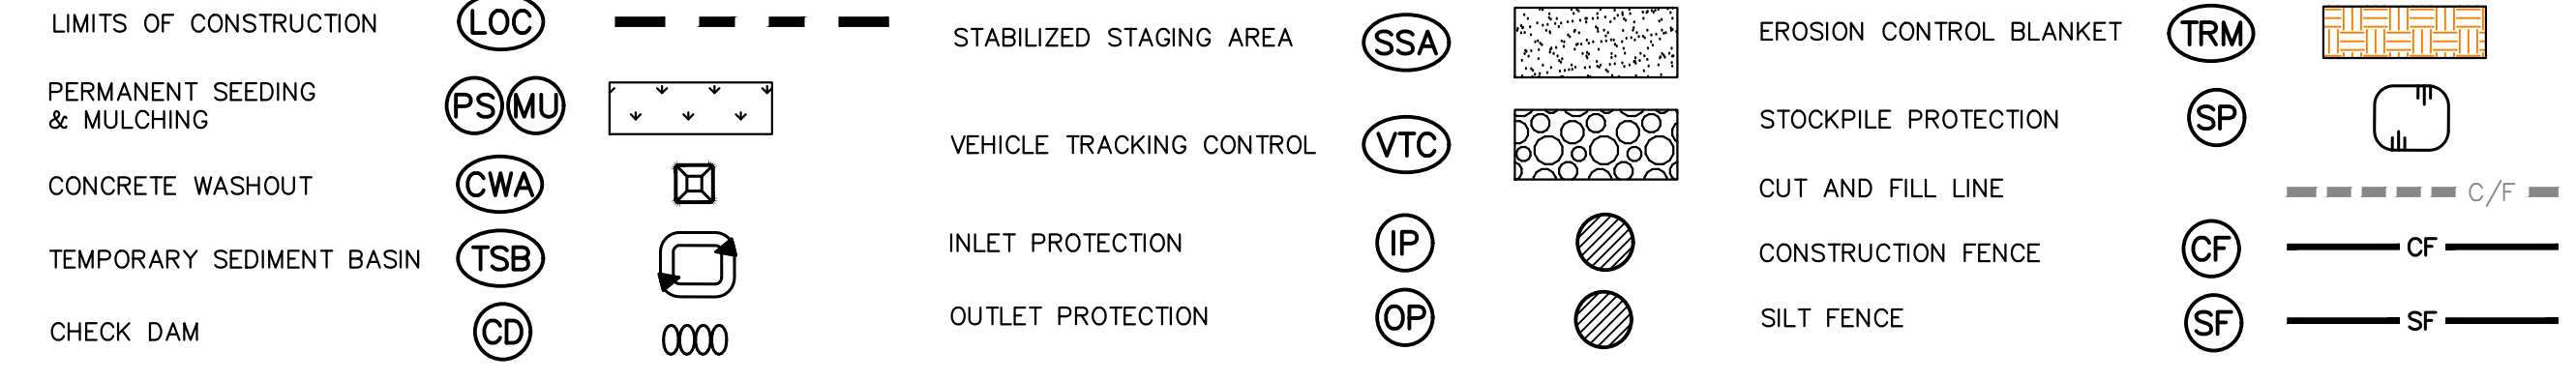 LIMITS OF CONSTRUCTION LOC
PERMANENT SEEDING
& MULCHING PS MU
CONCRETE WASHOUT CWA
TEMPORARY SEDIMENT BASIN TSB
CHECK DAM CD
STABILIZED STAGING AREA SSA
VEHICLE TRACKING CONTROL VTC
INLET PROTECTION IP
OUTLET PROTECTION OP
EROSION CONTROL BLANKET TRM
STOCKPILE PROTECTION SP
CUT AND FILL LINE C/F
CONSTRUCTION FENCE CF CF
SILT FENCE SF SF